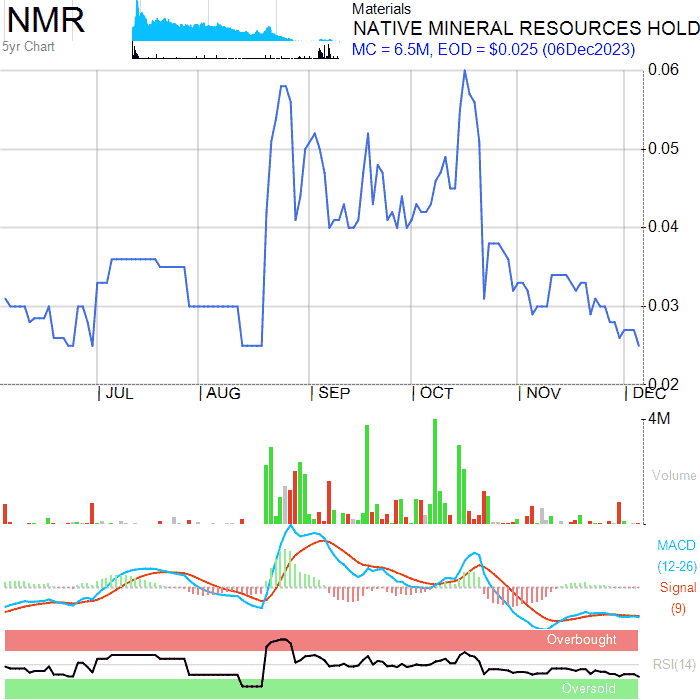 NMR
5yr Chart
Materials
NATIVE MINERAL RESOURCES HOLD
MC = 6.5M, EOD = $0.025 (06Dec2023)
0.06
0.05
0.04
0.03
0.02
JUL
AUG
SEP
OCT
NOV
DEC
4M
Volume
MACD
(12-26)
Signal
(9)
Overbought
RSI(14)
Oversold